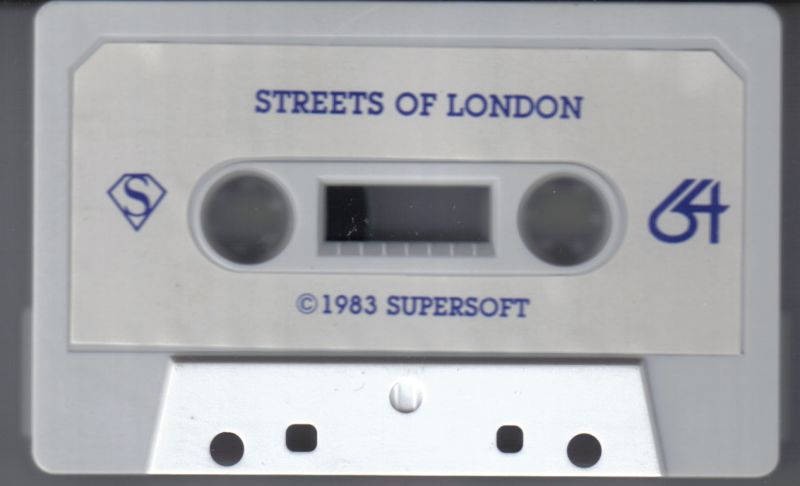 STREETS OF LONDON
S
64
©1983 SUPERSOFT